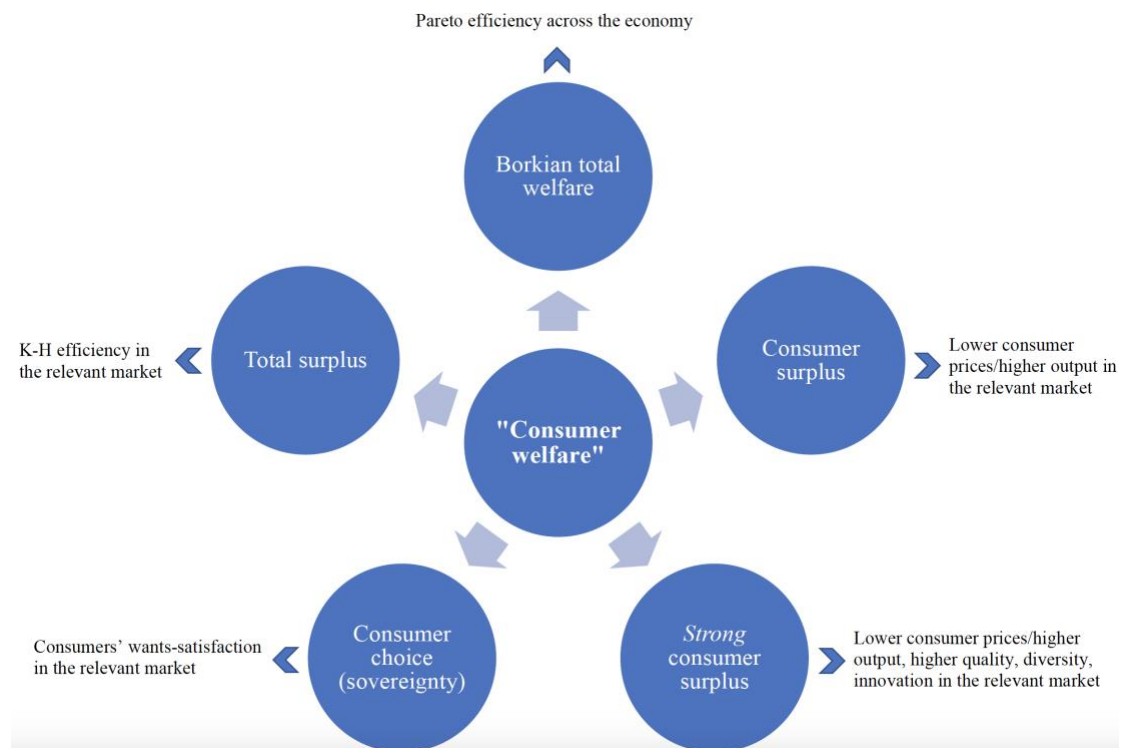 Pareto efficiency across the economy
Borkian total
welfare
Total surplus
K-H efficiency in
the relevant market
Consumer
surplus
Lower consumer
prices/higher output in
the relevant market
"Consumer
welfare"
Consumer
choice
(sovereignty)
Consumers’ wants-satisfaction
in the relevant market
Strong
consumer
surplus
Lower consumer prices/higher
output, higher quality, diversity,
innovation in the relevant market